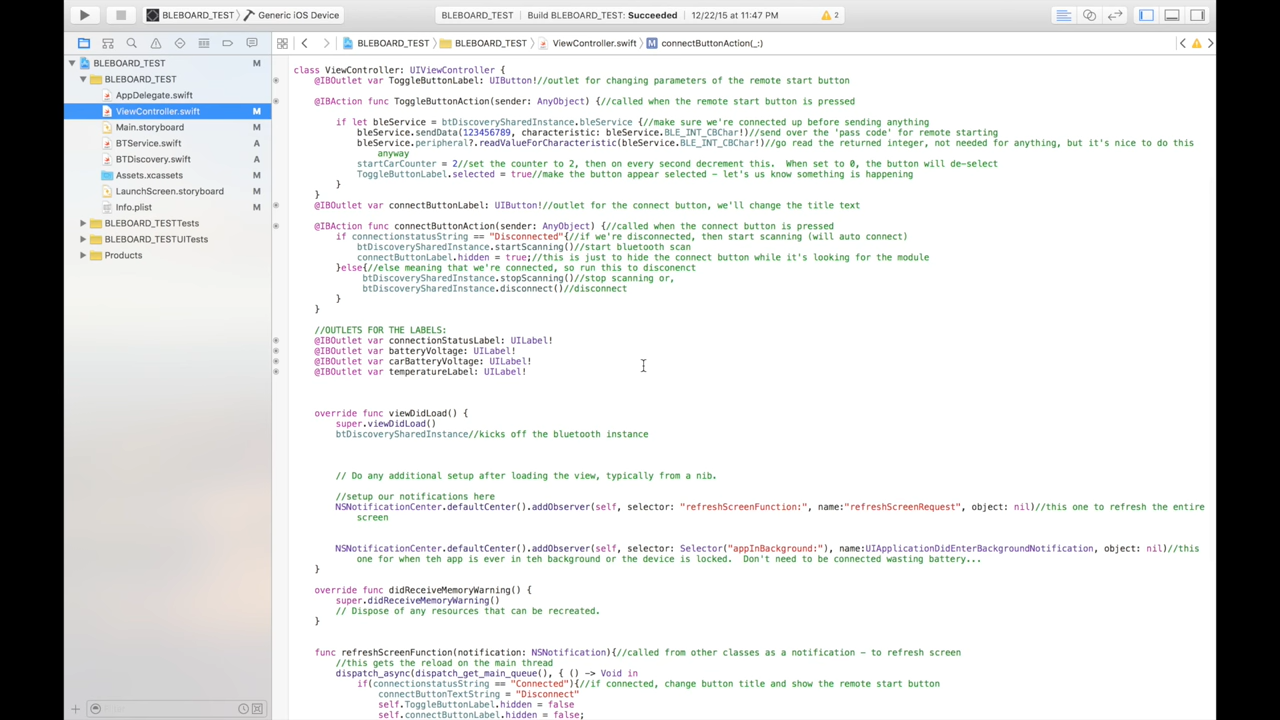 BLEBOARD_TEST Generic iOS Device BLEBOARD_TEST Build BLEBOARD_TEST: Succeeded 12/22/15 at 11:47 PM 2
BLEBOARD_TEST BLEBOARD_TEST ViewController.swift M connectButtonAction(_:)
BLEBOARD_TEST M
BLEBOARD_TEST
AppDelegate.swift M
ViewController.swift M
Main.storyboard M
BTService.swift A
BTDiscovery.swift A
Assets.xcassets M
LaunchScreen.storyboard M
Info.plist M
BLEBOARD_TESTTests
BLEBOARD_TESTUITests
Products
class ViewController: UIViewController {
@IBOutlet var ToggleButtonLabel: UIButton!//outlet for changing parameters of the remote start button
@IBAction func ToggleButtonAction(sender: AnyObject) {//called when the remote start button is pressed
if let bleService = btDiscoverySharedInstance.bleService {//make sure we're connected up before sending anything
bleService.sendData(123456789, characteristic: bleService.BLE_INT_CBChar!)//send over the 'pass code' for remote starting
bleService.peripheral?.readValueForCharacteristic(bleService.BLE_INT_CBChar!)//go read the returned integer, not needed for anything, but it's nice to do this
anyway
startCarCounter = 2//set the counter to 2, then on every second decrement this.  When set to 0, the button will de-select
ToggleButtonLabel.selected = true//make the button appear selected - let's us know something is happening
}
}
@IBOutlet var connectButtonLabel: UIButton!//outlet for the connect button, we'll change the title text
@IBAction func connectButtonAction(sender: AnyObject) {//called when the connect button is pressed
if connectionstatusString == "Disconnected"{//if we're disconnected, then start scanning (will auto connect)
btDiscoverySharedInstance.startScanning()//start bluetooth scan
connectButtonLabel.hidden = true;//this is just to hide the connect button while it's looking for the module
}else{//else meaning that we're connected, so run this to disconenct
btDiscoverySharedInstance.stopScanning()//stop scanning or,
btDiscoverySharedInstance.disconnect()//disconnect
}
}
//OUTLETS FOR THE LABELS:
@IBOutlet var connectionStatusLabel: UILabel!
@IBOutlet var batteryVoltage: UILabel!
@IBOutlet var carBatteryVoltage: UILabel!
@IBOutlet var temperatureLabel: UILabel!
override func viewDidLoad() {
super.viewDidLoad()
btDiscoverySharedInstance//kicks off the bluetooth instance
// Do any additional setup after loading the view, typically from a nib.
//setup our notifications here
NSNotificationCenter.defaultCenter().addObserver(self, selector: "refreshScreenFunction:", name:"refreshScreenRequest", object: nil)//this one to refresh the entire
screen
NSNotificationCenter.defaultCenter().addObserver(self, selector: Selector("appInBackground:"), name:UIApplicationDidEnterBackgroundNotification, object: nil)//this
one for when teh app is ever in teh background or the device is locked.  Don't need to be connected wasting battery...
}
override func didReceiveMemoryWarning() {
super.didReceiveMemoryWarning()
// Dispose of any resources that can be recreated.
}
func refreshScreenFunction(notification: NSNotification){//called from other classes as a notification - to refresh screen
//this gets the reload on the main thread
dispatch_async(dispatch_get_main_queue(), { () -> Void in
if(connectionstatusString == "Connected"){//if connected, change button title and show the remote start button
connectButtonTextString = "Disconnect"
self.ToggleButtonLabel.hidden = false
self.connectButtonLabel.hidden = false;